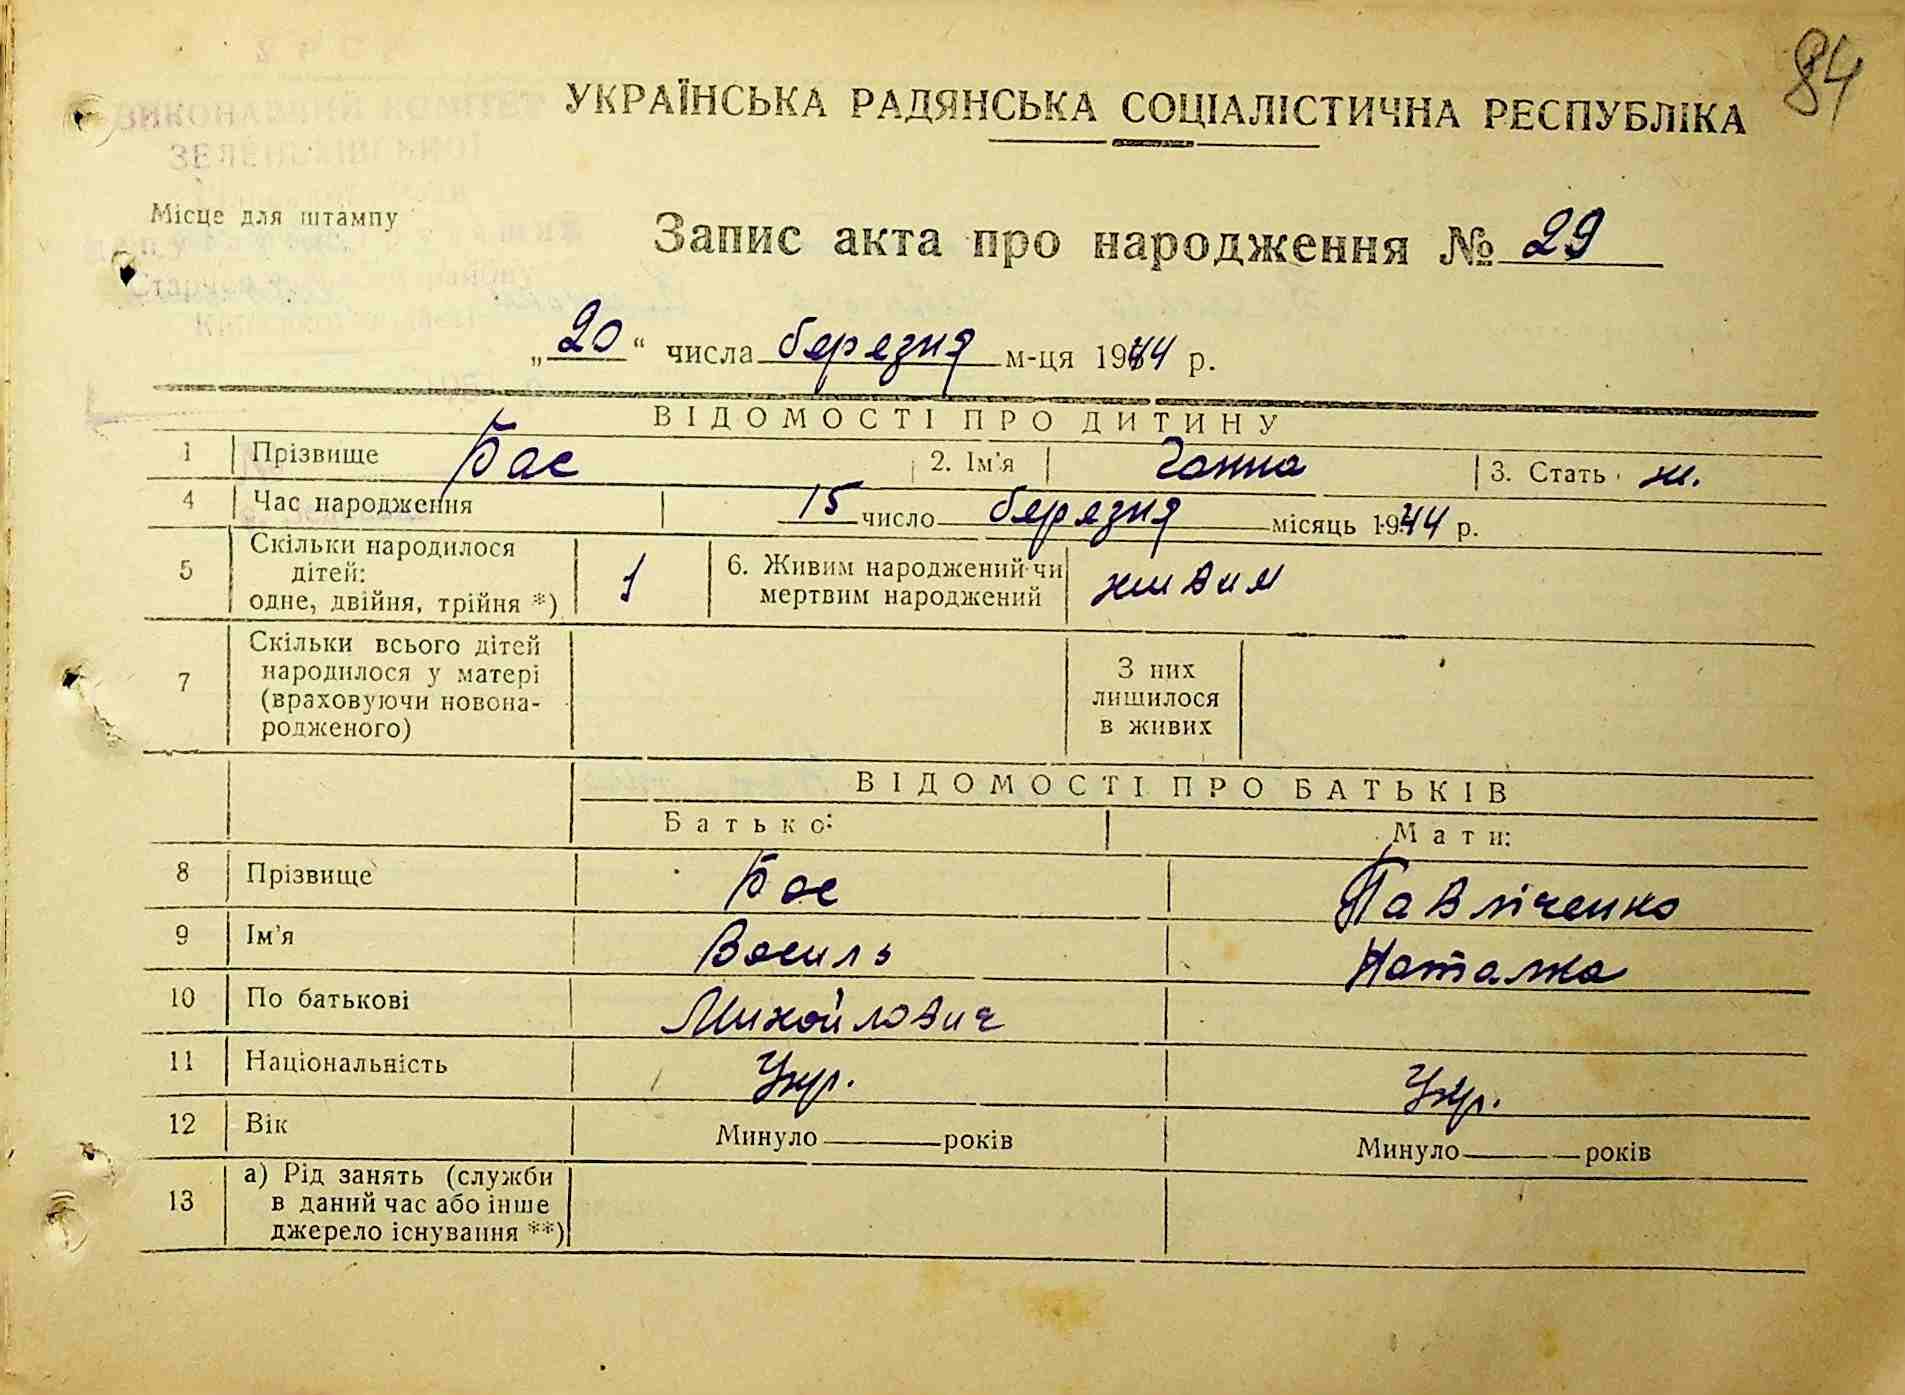 84
УКРАЇНСЬКА РАДЯНСЬКА СОЦІАЛІСТИЧНА РЕСПУБЛІКА
Місце для штампу
Запис акта про народження № 29
„20“ числа березня м-ця 1944 р.
ВІДОМОСТІ ПРО ДИТИНУ
1 Прізвище Бас 2. Ім'я Ганна 3. Стать ж.
4 Час народження 15 число березня місяць 1944 р.
5 Скільки народилося дітей: одне, двійня, трійня *) 1 6. Живим народжений чи мертвим народжений живим
7 Скільки всього дітей народилося у матері (враховуючи новона-родженого) З них лишилося в живих
ВІДОМОСТІ ПРО БАТЬКІВ
Батько: Мати:
8 Прізвище Бас Павліченко
9 Ім'я Василь Наталка
10 По батькові Михайлович
11 Національність Укр. Укр.
12 Вік Минуло років Минуло років
13 а) Рід занять (служби в даний час або інше джерело існування **)